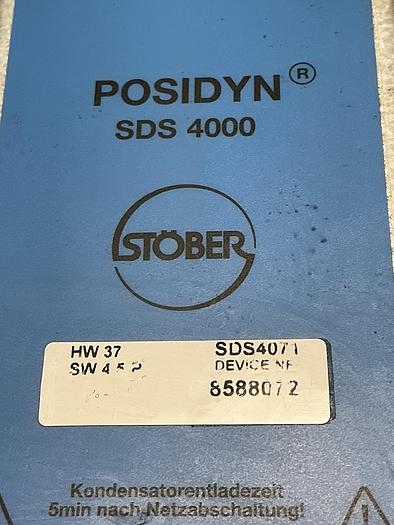 POSIDYN®
SDS 4000
STÖBER
HW 37 SDS4071
SW 4.5 DEVICE NR
8588072
Kondensatorentladezeit
5min nach Netzabschaltung!